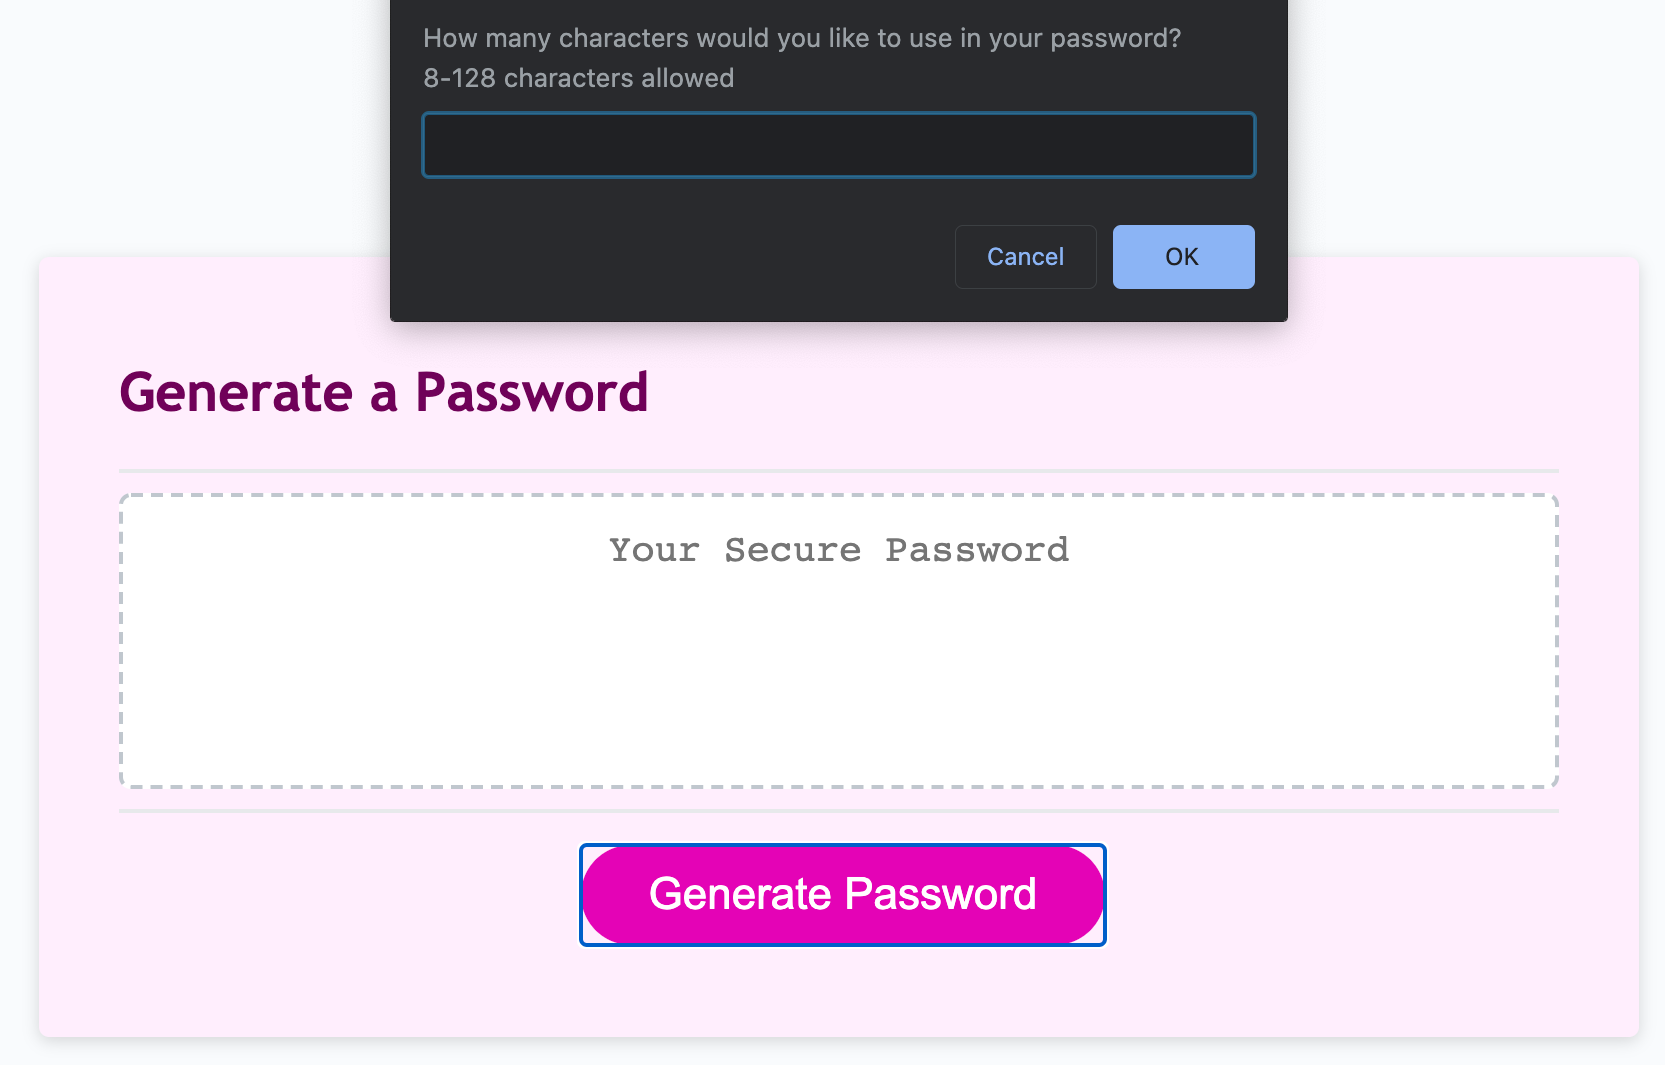 How many characters would you like to use in your password?
8-128 characters allowed
Cancel
OK
Generate a Password
Your Secure Password
Generate Password